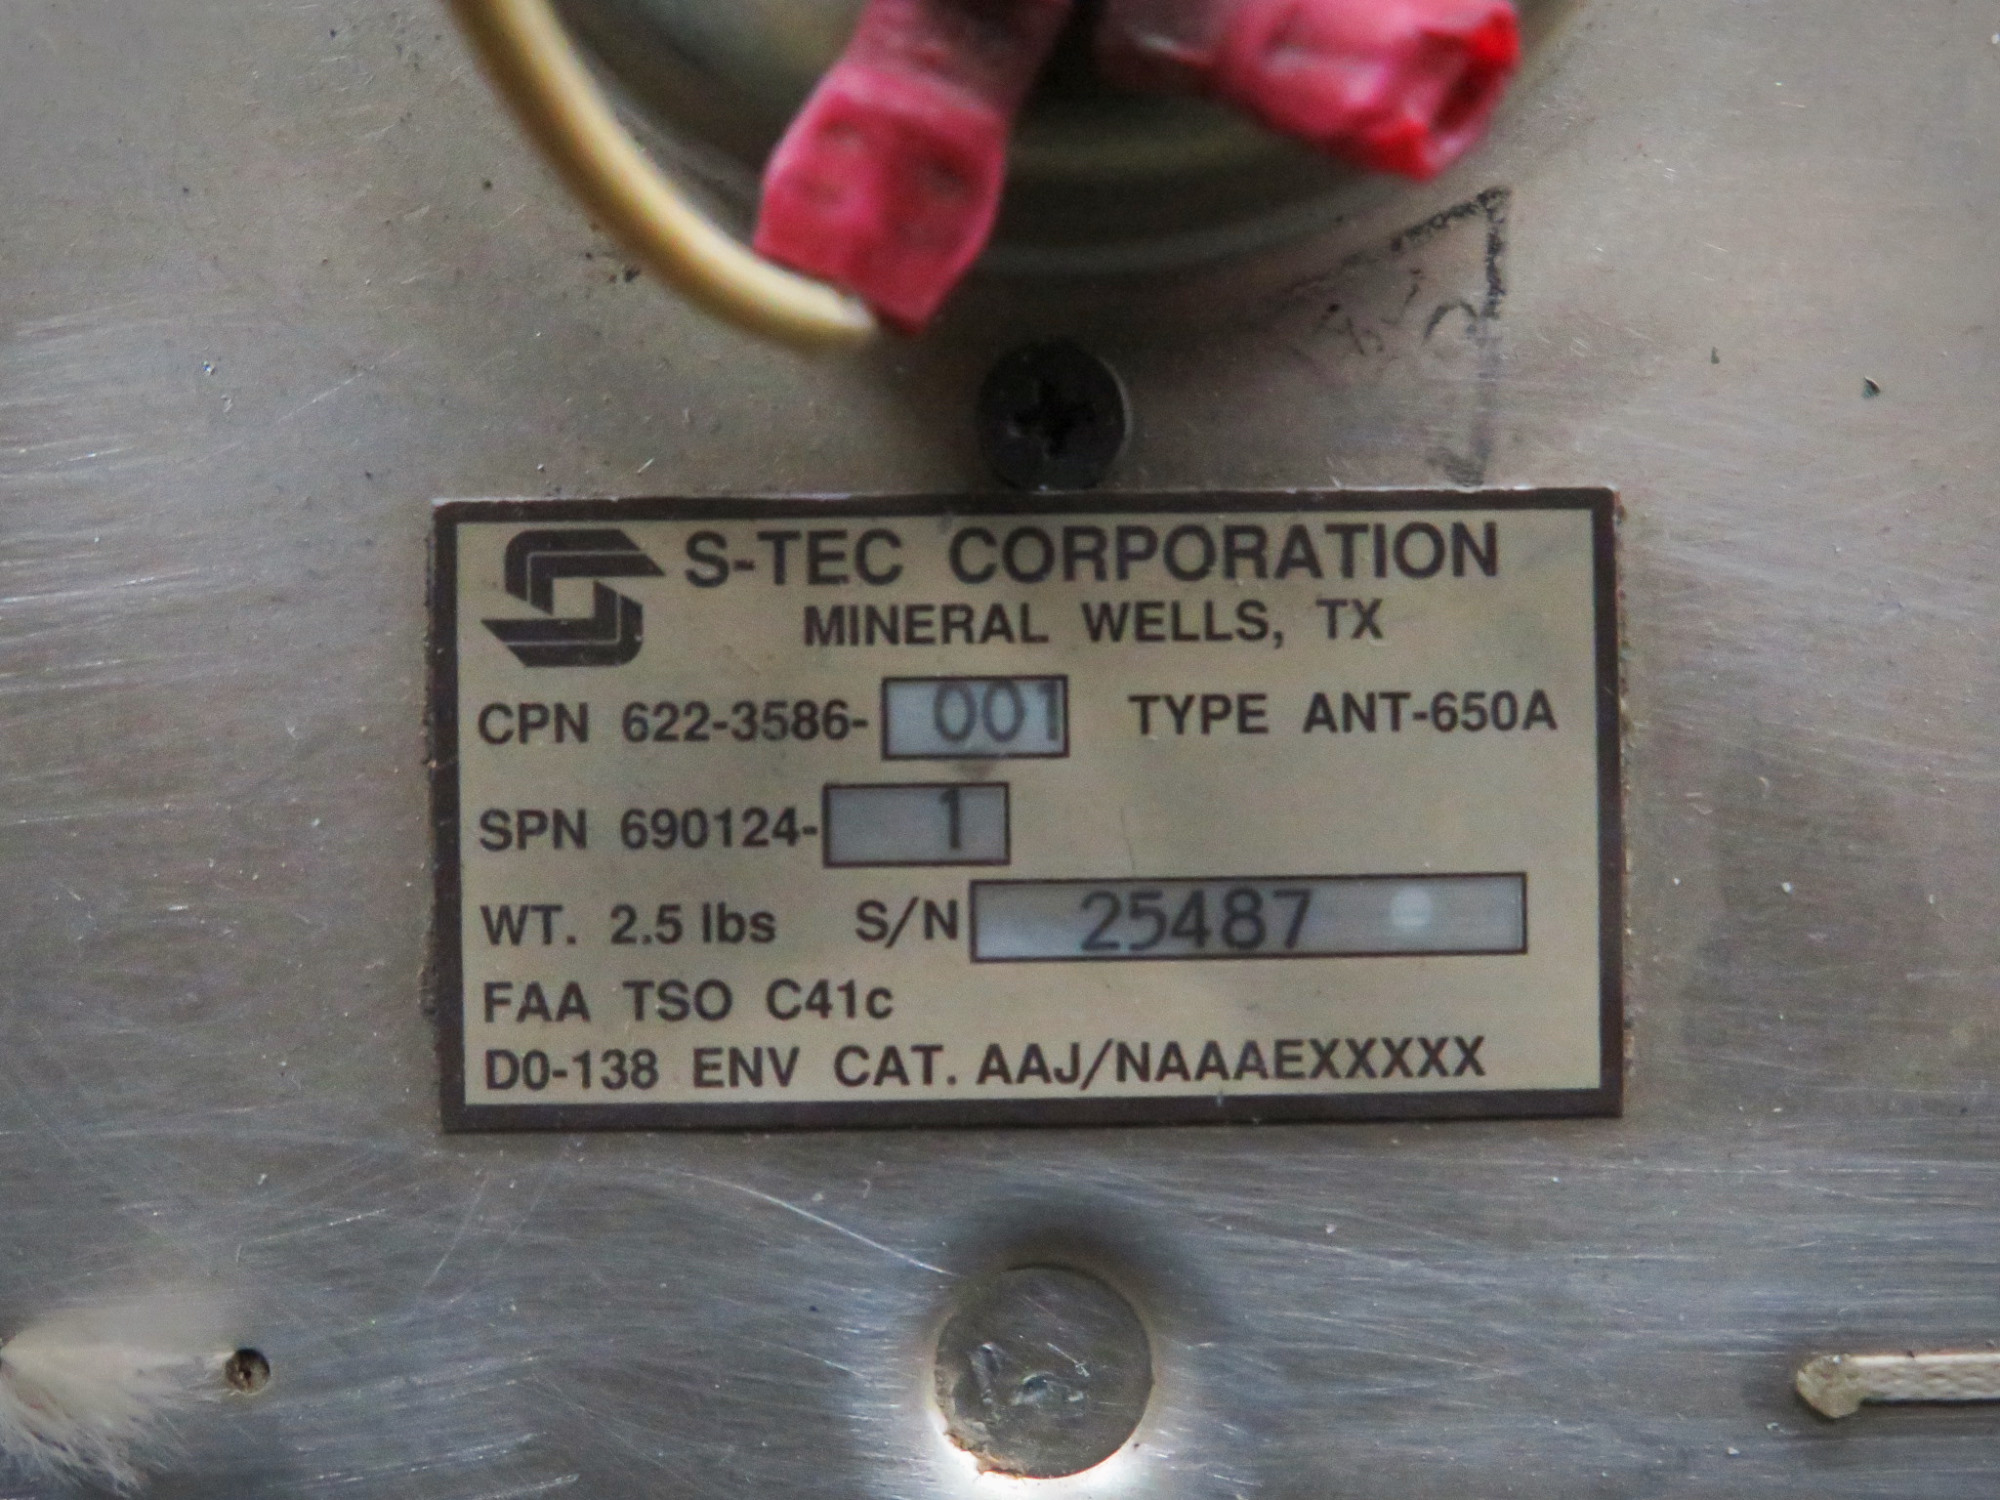 S-TEC CORPORATION
MINERAL WELLS, TX
CPN 622-3586- 001 TYPE ANT-650A
SPN 690124- 1
WT. 2.5 lbs S/N 25487
FAA TSO C41c
D0-138 ENV CAT. AAJ/NAAAEXXXXX